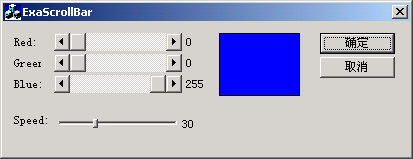 ExaScrollBar
Red: 0
确定
Greer 0
取消
Blue: 255
Speed: 30